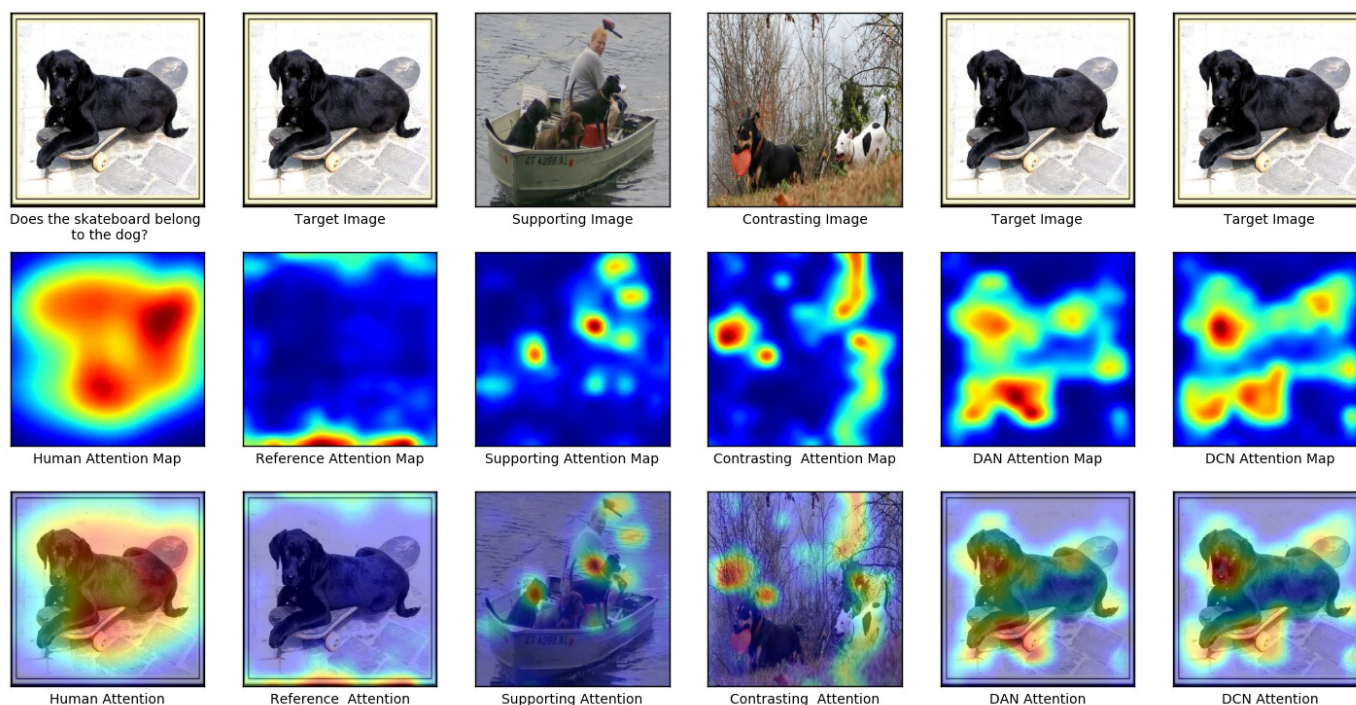 Does the skateboard belong
to the dog?
Target Image
Supporting Image
Contrasting Image
Target Image
Target Image
Human Attention Map
Reference Attention Map
Supporting Attention Map
Contrasting  Attention Map
DAN Attention Map
DCN Attention Map
Human Attention
Reference  Attention
Supporting Attention
Contrasting  Attention
DAN Attention
DCN Attention